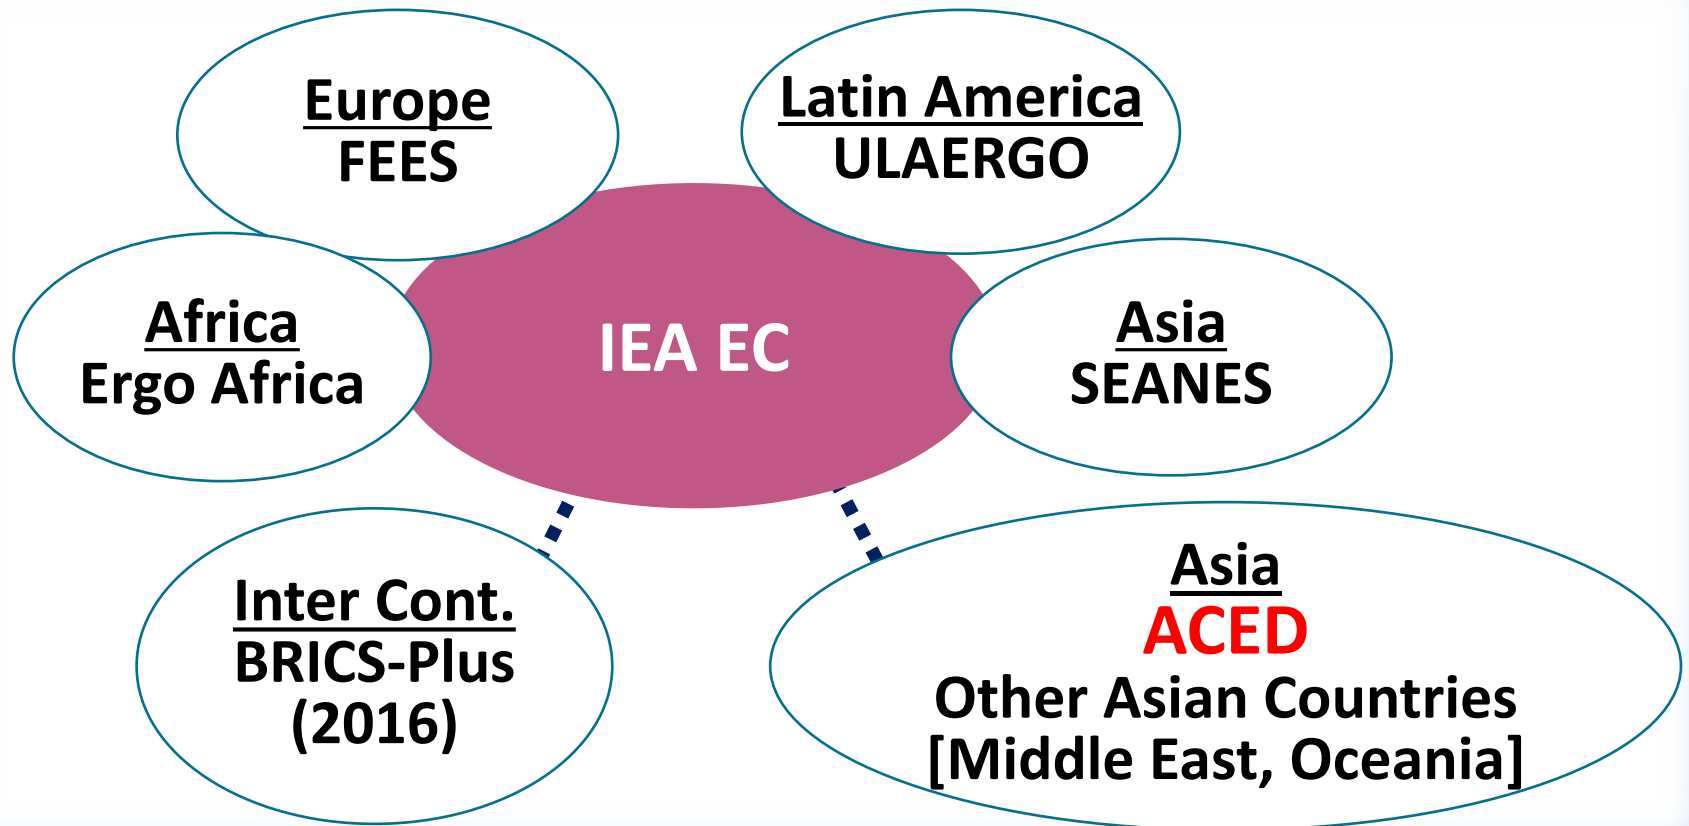 Europe
FEES
Latin America
ULAERGO
Africa
Ergo Africa
IEA EC
Asia
SEANES
Inter Cont.
BRICS-Plus
(2016)
Asia
ACED
Other Asian Countries
[Middle East, Oceania]